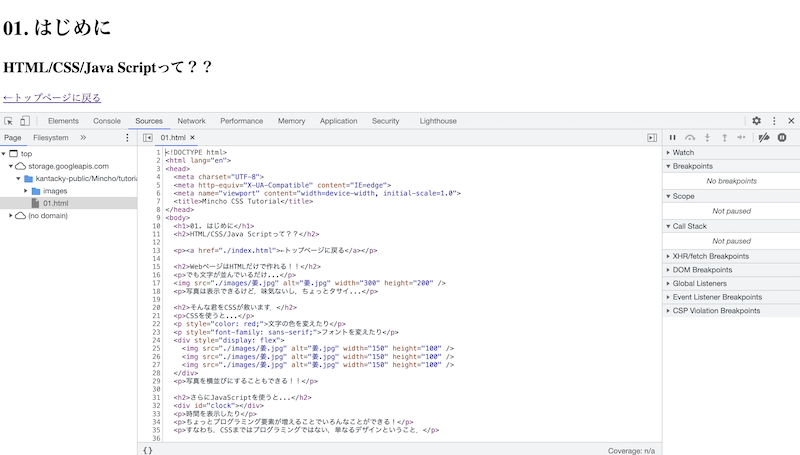 01. はじめに
HTML/CSS/Java Scriptって？？
←トップページに戻る
Elements Console Sources Network Performance Memory Application Security Lighthouse
Page Filesystem »
01.html ×
top
storage.googleapis.com
kantacky-public/Mincho/tutoria
images
01.html
(no domain)
1 <!DOCTYPE html>
2 <html lang="en">
3 <head>
4 <meta charset="UTF-8">
5 <meta http-equiv="X-UA-Compatible" content="IE=edge">
6 <meta name="viewport" content="width=device-width, initial-scale=1.0">
7 <title>Mincho CSS Tutorial</title>
8 </head>
9 <body>
10 <h1>01. はじめに</h1>
11 <h2>HTML/CSS/Java Scriptって？？</h2>
12
13 <p><a href="./index.html">←トップページに戻る</a></p>
14
15 <h2>WebページはHTMLだけで作れる！！</h2>
16 <p>でも文字が並んでいるだけ...</p>
17 <img src="./images/姜.jpg" alt="姜.jpg" width="300" height="200" />
18 <p>写真は表示できるけど，味気ないし，ちょっとダサイ...</p>
19
20 <h2>そんな君をCSSが救います．</h2>
21 <p>CSSを使うと...</p>
22 <p style="color: red;">文字の色を変えたり</p>
23 <p style="font-family: sans-serif;">フォントを変えたり</p>
24 <div style="display: flex">
25 <img src="./images/姜.jpg" alt="姜.jpg" width="150" height="100" />
26 <img src="./images/姜.jpg" alt="姜.jpg" width="150" height="100" />
27 <img src="./images/姜.jpg" alt="姜.jpg" width="150" height="100" />
28 </div>
29 <p>写真を横並びにすることもできる！！</p>
30
31 <h2>さらにJavaScriptを使うと...</h2>
32 <div id="clock"></div>
33 <p>時間を表示したり</p>
34 <p>ちょっとプログラミング要素が増えることでいろんなことができる！</p>
35 <p>すなわち，CSSまではプログラミングではない，単なるデザインということ．</p>
36
{ } Coverage: n/a
Watch
Breakpoints
No breakpoints
Scope
Not paused
Call Stack
Not paused
XHR/fetch Breakpoints
DOM Breakpoints
Global Listeners
Event Listener Breakpoints
CSP Violation Breakpoints